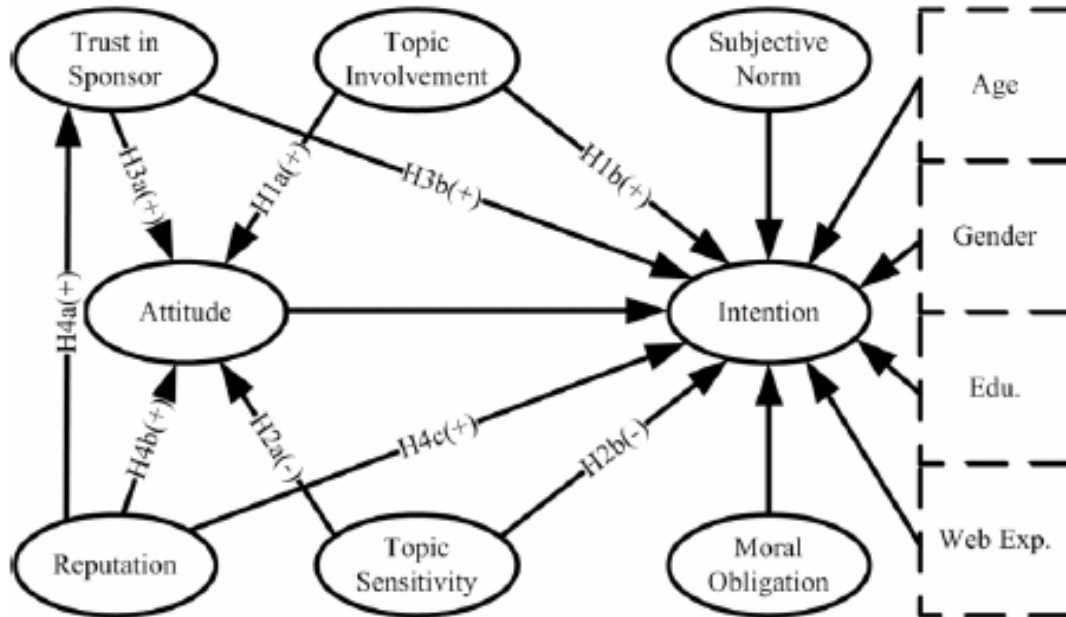 Trust in
Sponsor
Topic
Involvement
Subjective
Norm
Age
H3a(+)
H1a(+)
H3b(+)
H1b(+)
Gender
H4a(+)
Attitude
Intention
Edu.
H4b(+)
H2a(-)
H4c(+)
H2b(-)
Reputation
Topic
Sensitivity
Moral
Obligation
Web Exp.